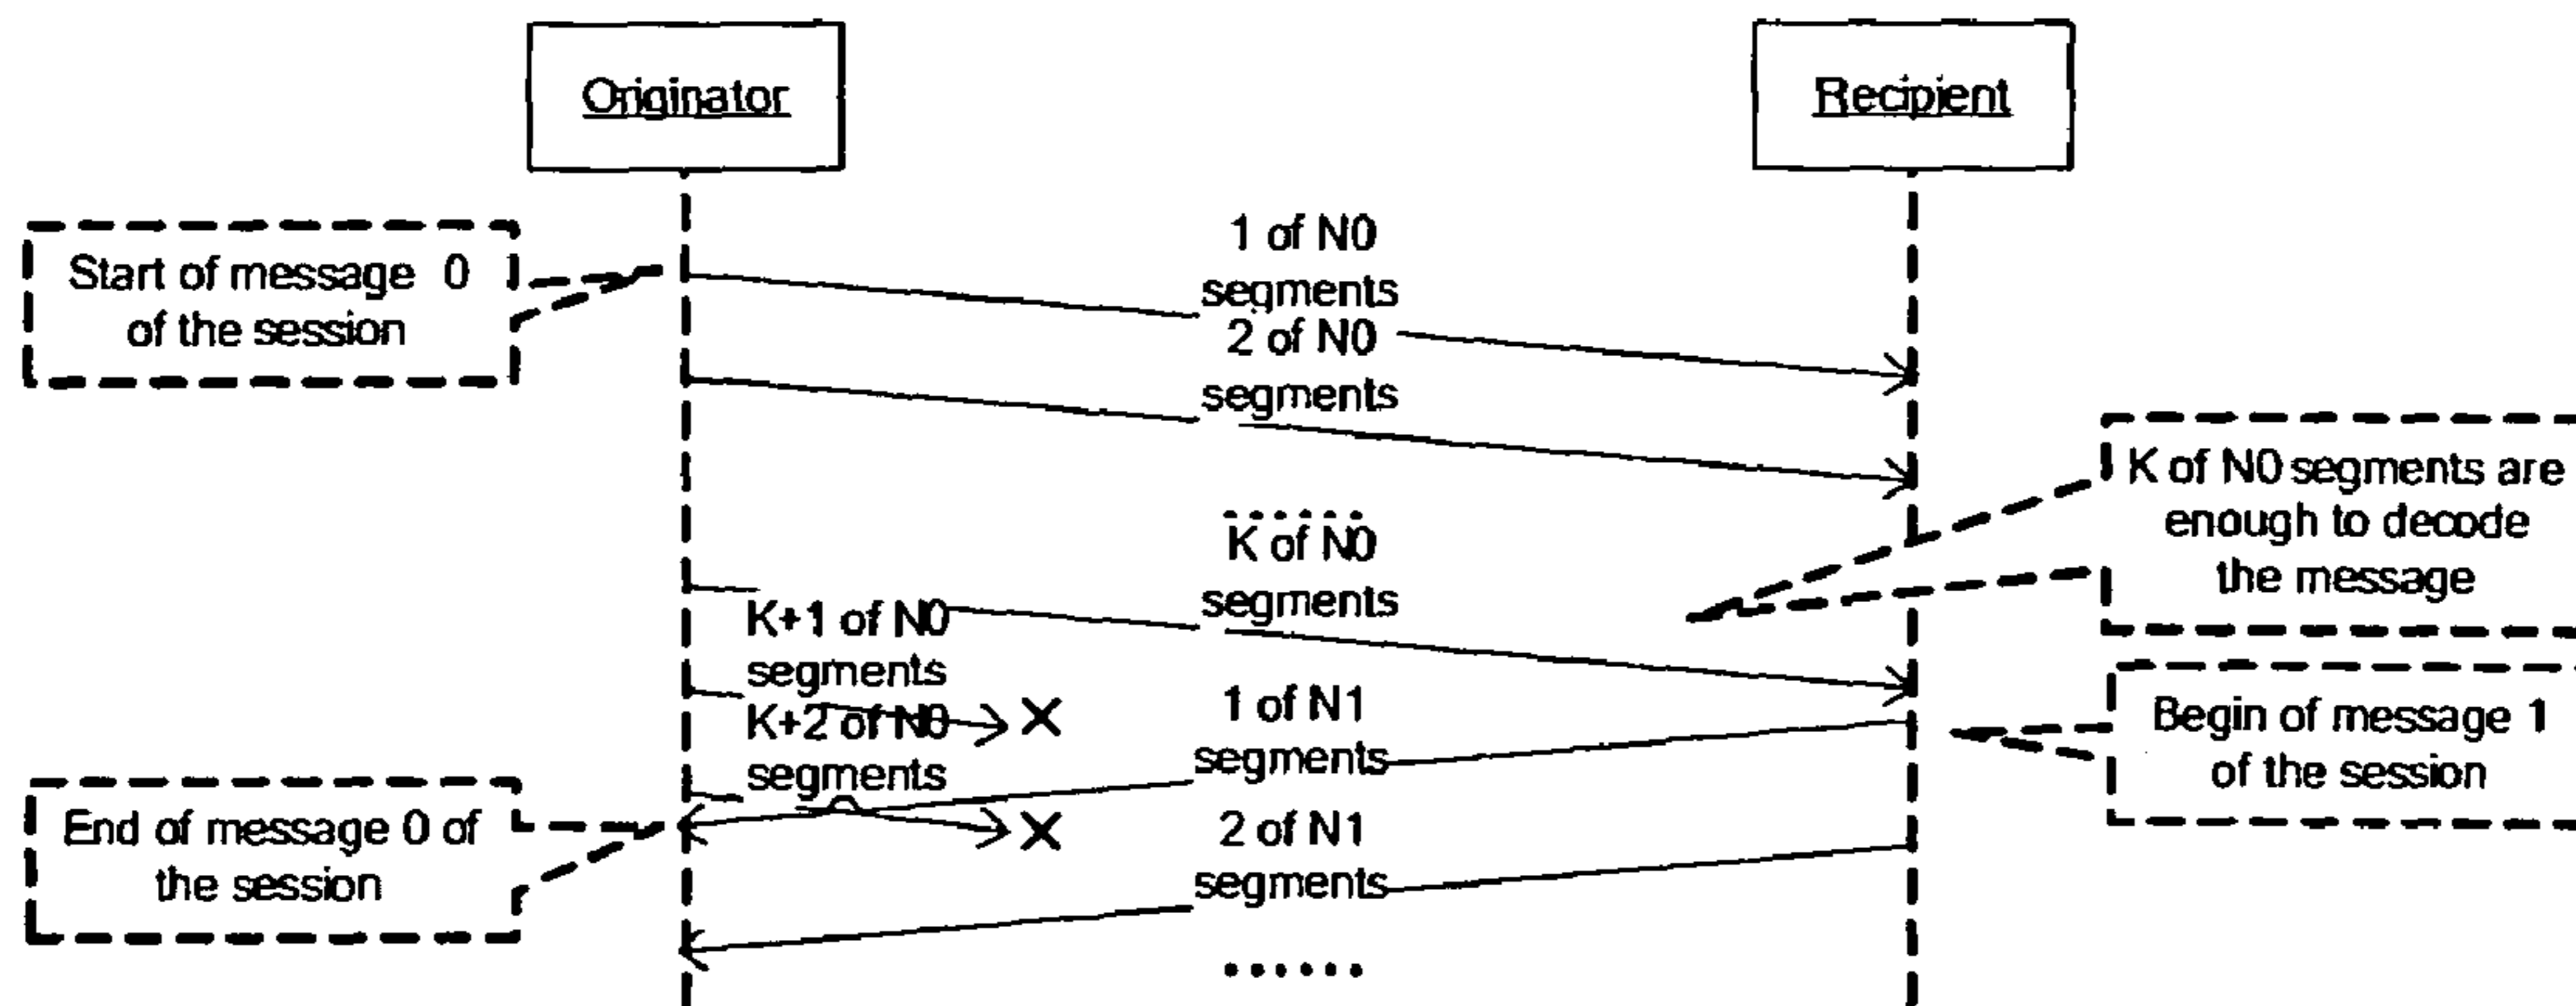 Originator
Recipient
Start of message 0
of the session
1 of N0
segments
2 of N0
segments
K of N0 segments are
enough to decode
the message
......
K of N0
segments
K+1 of N0
segments
K+2 of N0
segments
1 of N1
segments
Begin of message 1
of the session
End of message 0 of
the session
2 of N1
segments
......